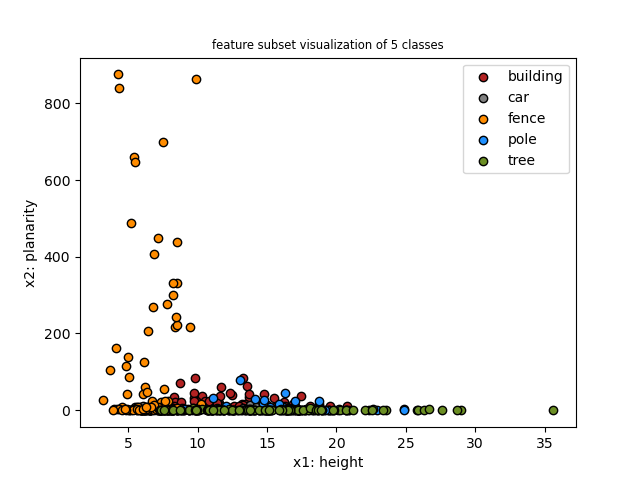 feature subset visualization of 5 classes
building
car
fence
pole
tree
x2: planarity
800
600
400
200
0
5 10 15 20 25 30 35
x1: height